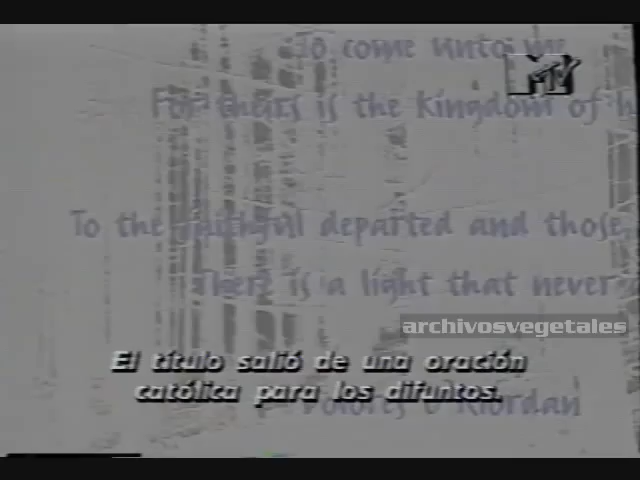 To come unto me
MTV
For theirs is the kingdom of h
To the faithful departed and those
There is a light that never
archivosvegetales
El título salió de una oración
católica para los difuntos.
Dolores O'Riordan